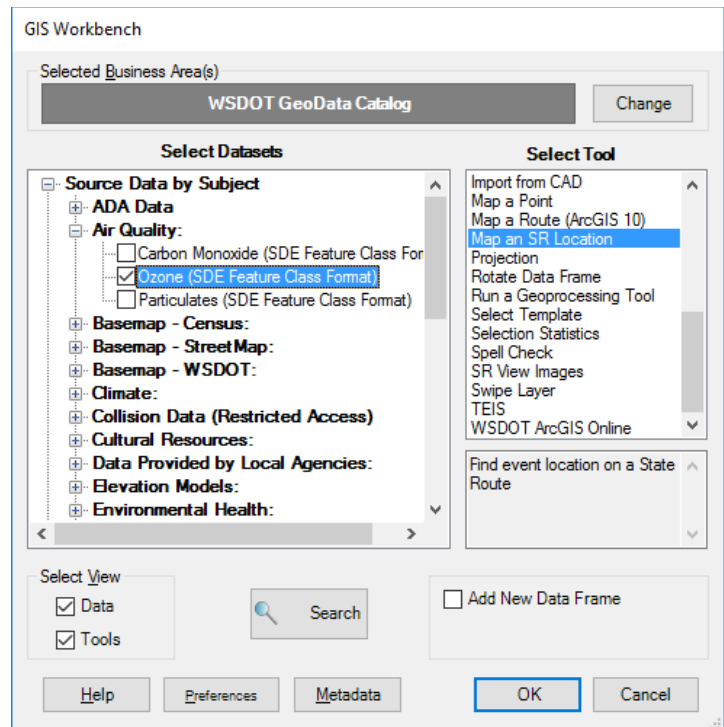 GIS Workbench
Selected Business Area(s)
WSDOT GeoData Catalog
Change
Select Datasets
Source Data by Subject
ADA Data
Air Quality:
Carbon Monoxide (SDE Feature Class For
Ozone (SDE Feature Class Format)
Particulates (SDE Feature Class Format)
Basemap - Census:
Basemap - StreetMap:
Basemap - WSDOT:
Climate:
Collision Data (Restricted Access)
Cultural Resources:
Data Provided by Local Agencies:
Elevation Models:
Environmental Health:
Select Tool
Import from CAD
Map a Point
Map a Route (ArcGIS 10)
Map an SR Location
Projection
Rotate Data Frame
Run a Geoprocessing Tool
Select Template
Selection Statistics
Spell Check
SR View Images
Swipe Layer
TEIS
WSDOT ArcGIS Online
Find event location on a State
Route
Select View
Data
Tools
Search
Add New Data Frame
Help
Preferences
Metadata
OK
Cancel